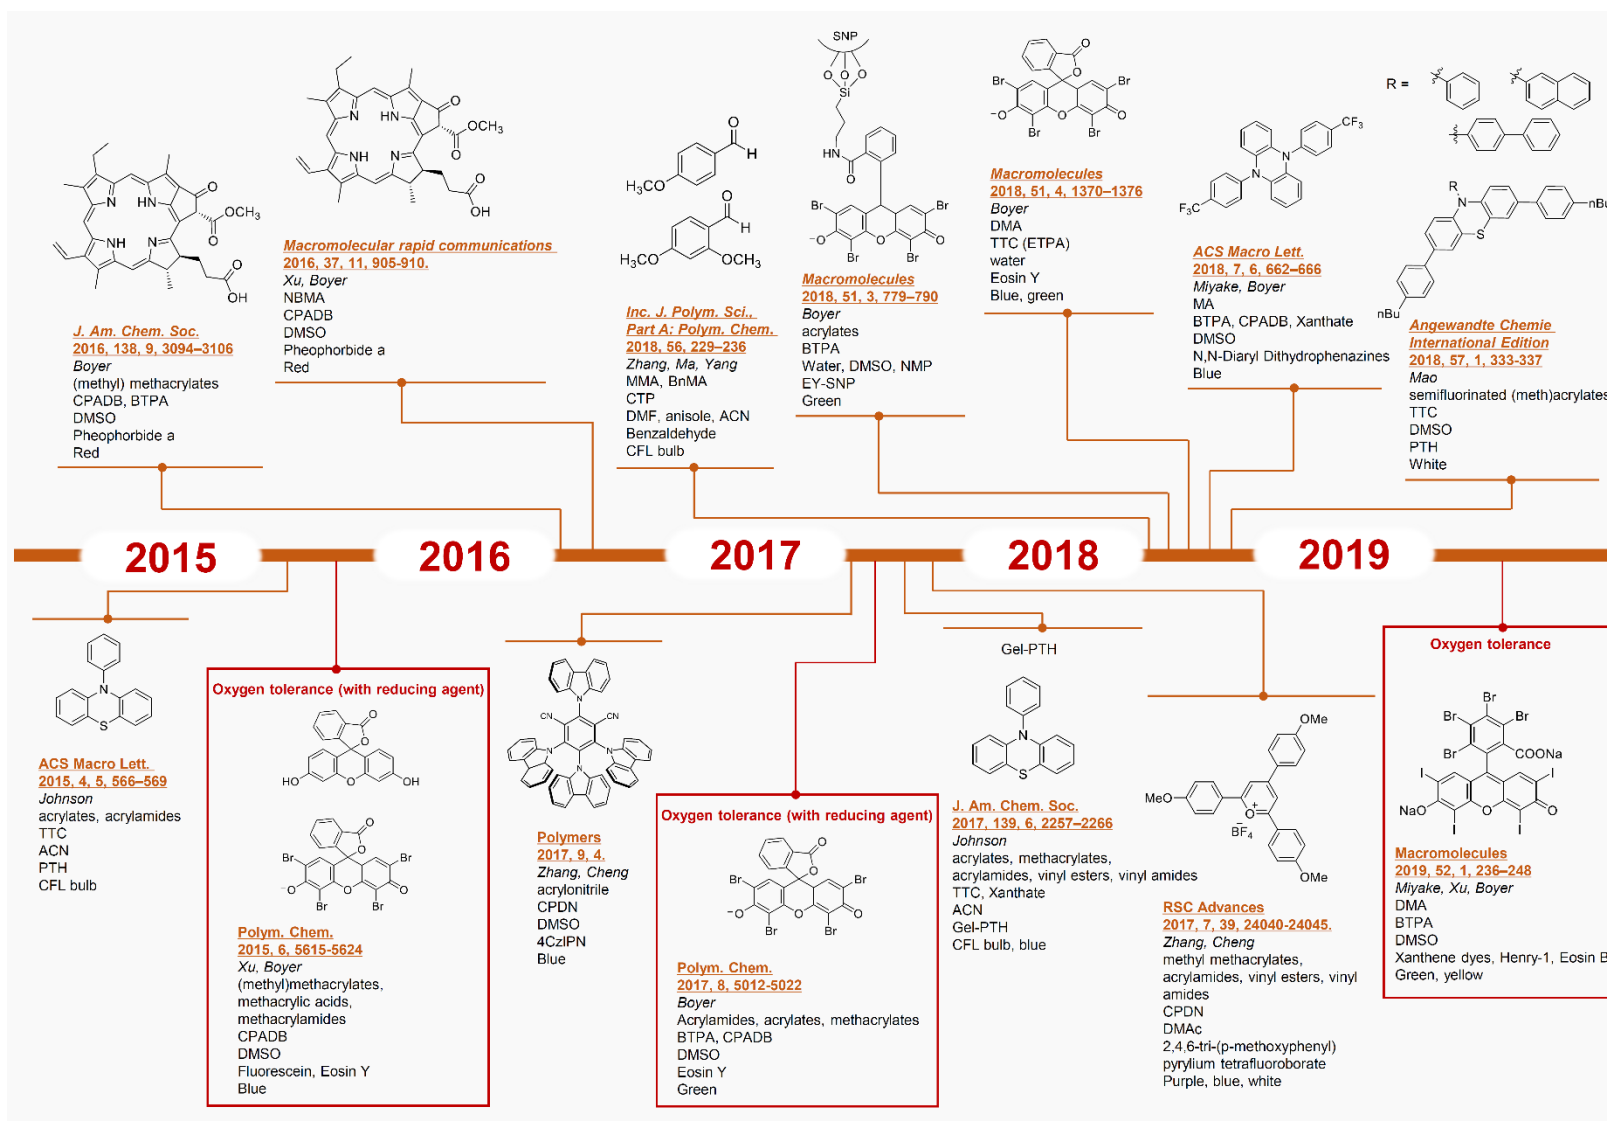 J. Am. Chem. Soc.
2016, 138, 9, 3094–3106
Boyer
(methyl) methacrylates
CPADB, BTPA
DMSO
Pheophorbide a
Red
Macromolecular rapid communications
2016, 37, 11, 905-910.
Xu, Boyer
NBMA
CPADB
DMSO
Pheophorbide a
Red
Inc. J. Polym. Sci.,
Part A: Polym. Chem.
2018, 56, 229–236
Zhang, Ma, Yang
MMA, BnMA
CTP
DMF, anisole, ACN
Benzaldehyde
CFL bulb
SNP
Macromolecules
2018, 51, 3, 779–790
Boyer
acrylates
BTPA
Water, DMSO, NMP
EY-SNP
Green
Macromolecules
2018, 51, 4, 1370–1376
Boyer
DMA
TTC (ETPA)
water
Eosin Y
Blue, green
ACS Macro Lett.
2018, 7, 6, 662–666
Miyake, Boyer
MA
BTPA, CPADB, Xanthate
DMSO
N,N-Diaryl Dihydrophenazines
Blue
R =
Angewandte Chemie
International Edition
2018, 57, 1, 333-337
Mao
semifluorinated (meth)acrylates
TTC
DMSO
PTH
White
2015
2016
2017
2018
2019
ACS Macro Lett.
2015, 4, 5, 566–569
Johnson
acrylates, acrylamides
TTC
ACN
PTH
CFL bulb
Oxygen tolerance (with reducing agent)
Polym. Chem.
2015, 6, 5615-5624
Xu, Boyer
(methyl)methacrylates,
methacrylic acids,
methacrylamides
CPADB
DMSO
Fluorescein, Eosin Y
Blue
Polymers
2017, 9, 4.
Zhang, Cheng
acrylonitrile
CPDN
DMSO
4CzIPN
Blue
Oxygen tolerance (with reducing agent)
Polym. Chem.
2017, 8, 5012-5022
Boyer
Acrylamides, acrylates, methacrylates
BTPA, CPADB
DMSO
Eosin Y
Green
Gel-PTH
J. Am. Chem. Soc.
2017, 139, 6, 2257–2266
Johnson
acrylates, methacrylates,
acrylamides, vinyl esters, vinyl amides
TTC, Xanthate
ACN
Gel-PTH
CFL bulb, blue
RSC Advances
2017, 7, 39, 24040-24045.
Zhang, Cheng
methyl methacrylates,
acrylamides, vinyl esters, vinyl
amides
CPDN
DMAc
2,4,6-tri-(p-methoxyphenyl)
pyrylium tetrafluoroborate
Purple, blue, white
Oxygen tolerance
Macromolecules
2019, 52, 1, 236–248
Miyake, Xu, Boyer
DMA
BTPA
DMSO
Xanthene dyes, Henry-1, Eosin B
Green, yellow